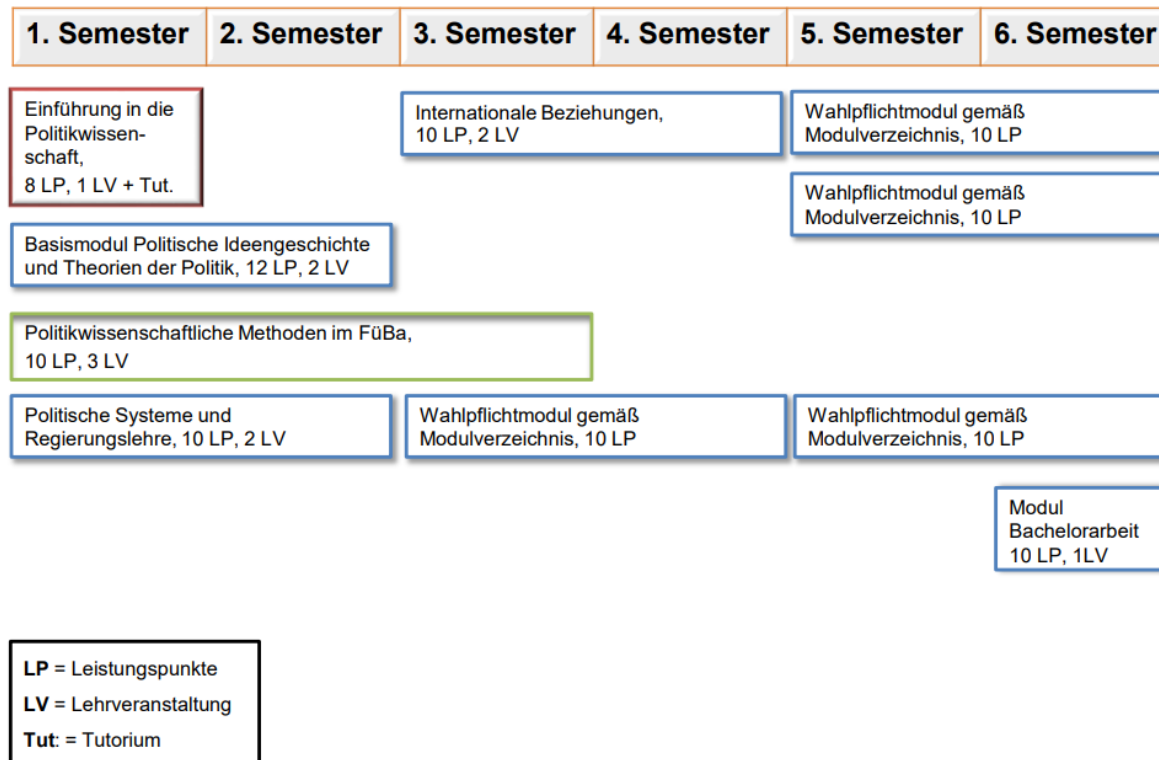 1. Semester
2. Semester
3. Semester
4. Semester
5. Semester
6. Semester
Einführung in die
Politikwissen-
schaft,
8 LP, 1 LV + Tut.
Internationale Beziehungen,
10 LP, 2 LV
Wahlpflichtmodul gemäß
Modulverzeichnis, 10 LP
Wahlpflichtmodul gemäß
Modulverzeichnis, 10 LP
Basismodul Politische Ideengeschichte
und Theorien der Politik, 12 LP, 2 LV
Politikwissenschaftliche Methoden im FüBa,
10 LP, 3 LV
Politische Systeme und
Regierungslehre, 10 LP, 2 LV
Wahlpflichtmodul gemäß
Modulverzeichnis, 10 LP
Wahlpflichtmodul gemäß
Modulverzeichnis, 10 LP
Modul
Bachelorarbeit
10 LP, 1LV
LP = Leistungspunkte
LV = Lehrveranstaltung
Tut: = Tutorium